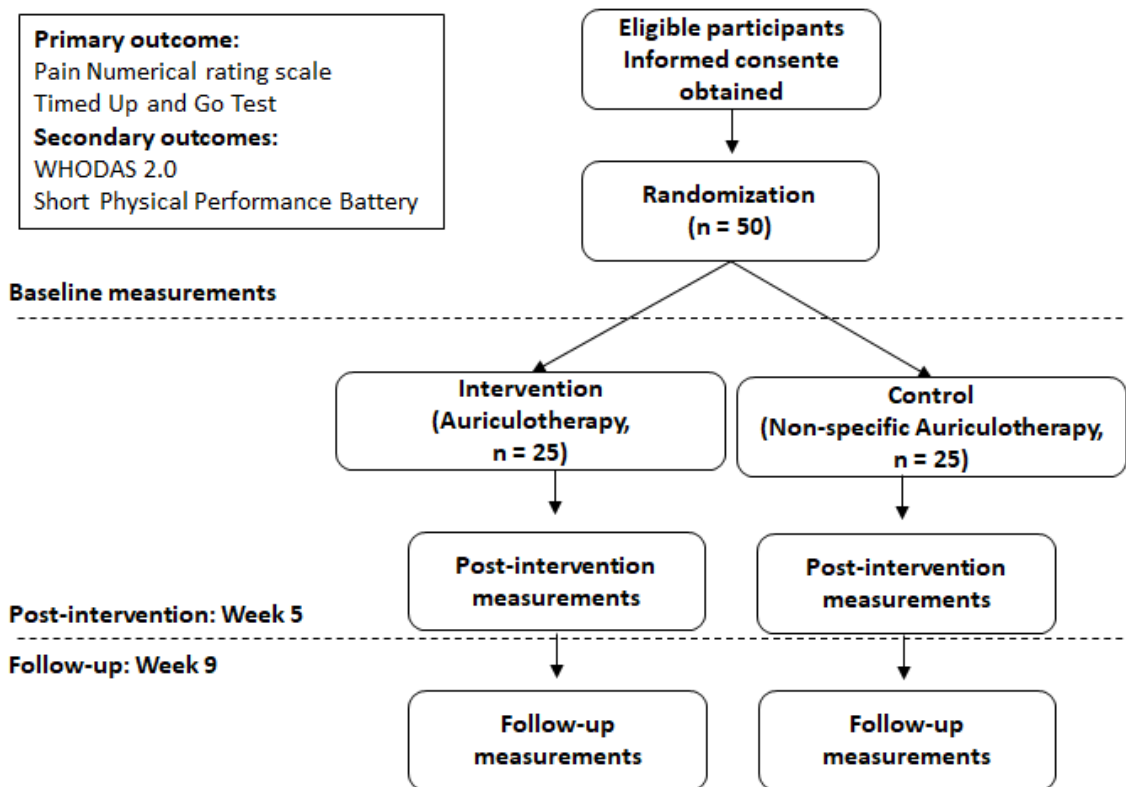 Primary outcome:
Pain Numerical rating scale
Timed Up and Go Test
Secondary outcomes:
WHODAS 2.0
Short Physical Performance Battery
Eligible participants
Informed consente
obtained
Randomization
(n = 50)
Baseline measurements
Intervention
(Auriculotherapy,
n = 25)
Control
(Non-specific Auriculotherapy,
n = 25)
Post-intervention
measurements
Post-intervention
measurements
Post-intervention: Week 5
Follow-up: Week 9
Follow-up
measurements
Follow-up
measurements